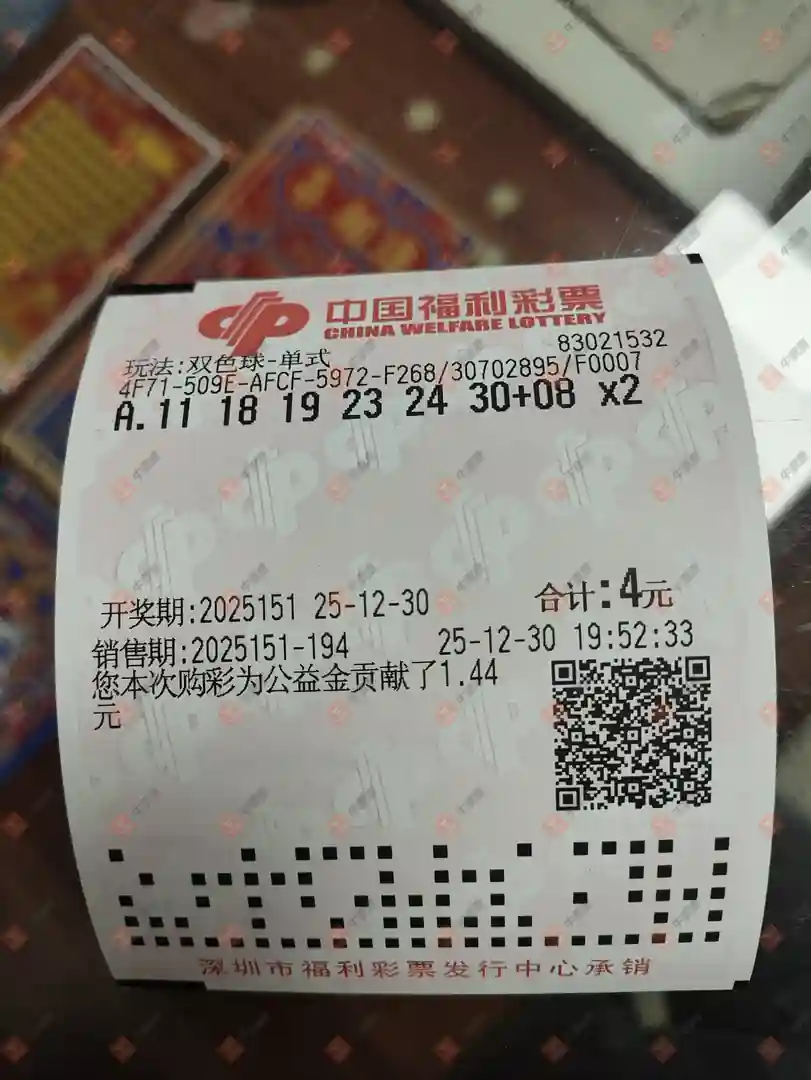 中国福利彩票
CHINA WELFARE LOTTERY
玩法:双色球-单式 83021532
4F71-509E-AFCF-5972-F268/30702895/F0007
A.11 18 19 23 24 30+08 x2
开奖期:2025151 25-12-30 合计:4元
销售期:2025151-194 25-12-30 19:52:33
您本次购彩为公益金贡献了1.44
元
深圳市福利彩票发行中心承销